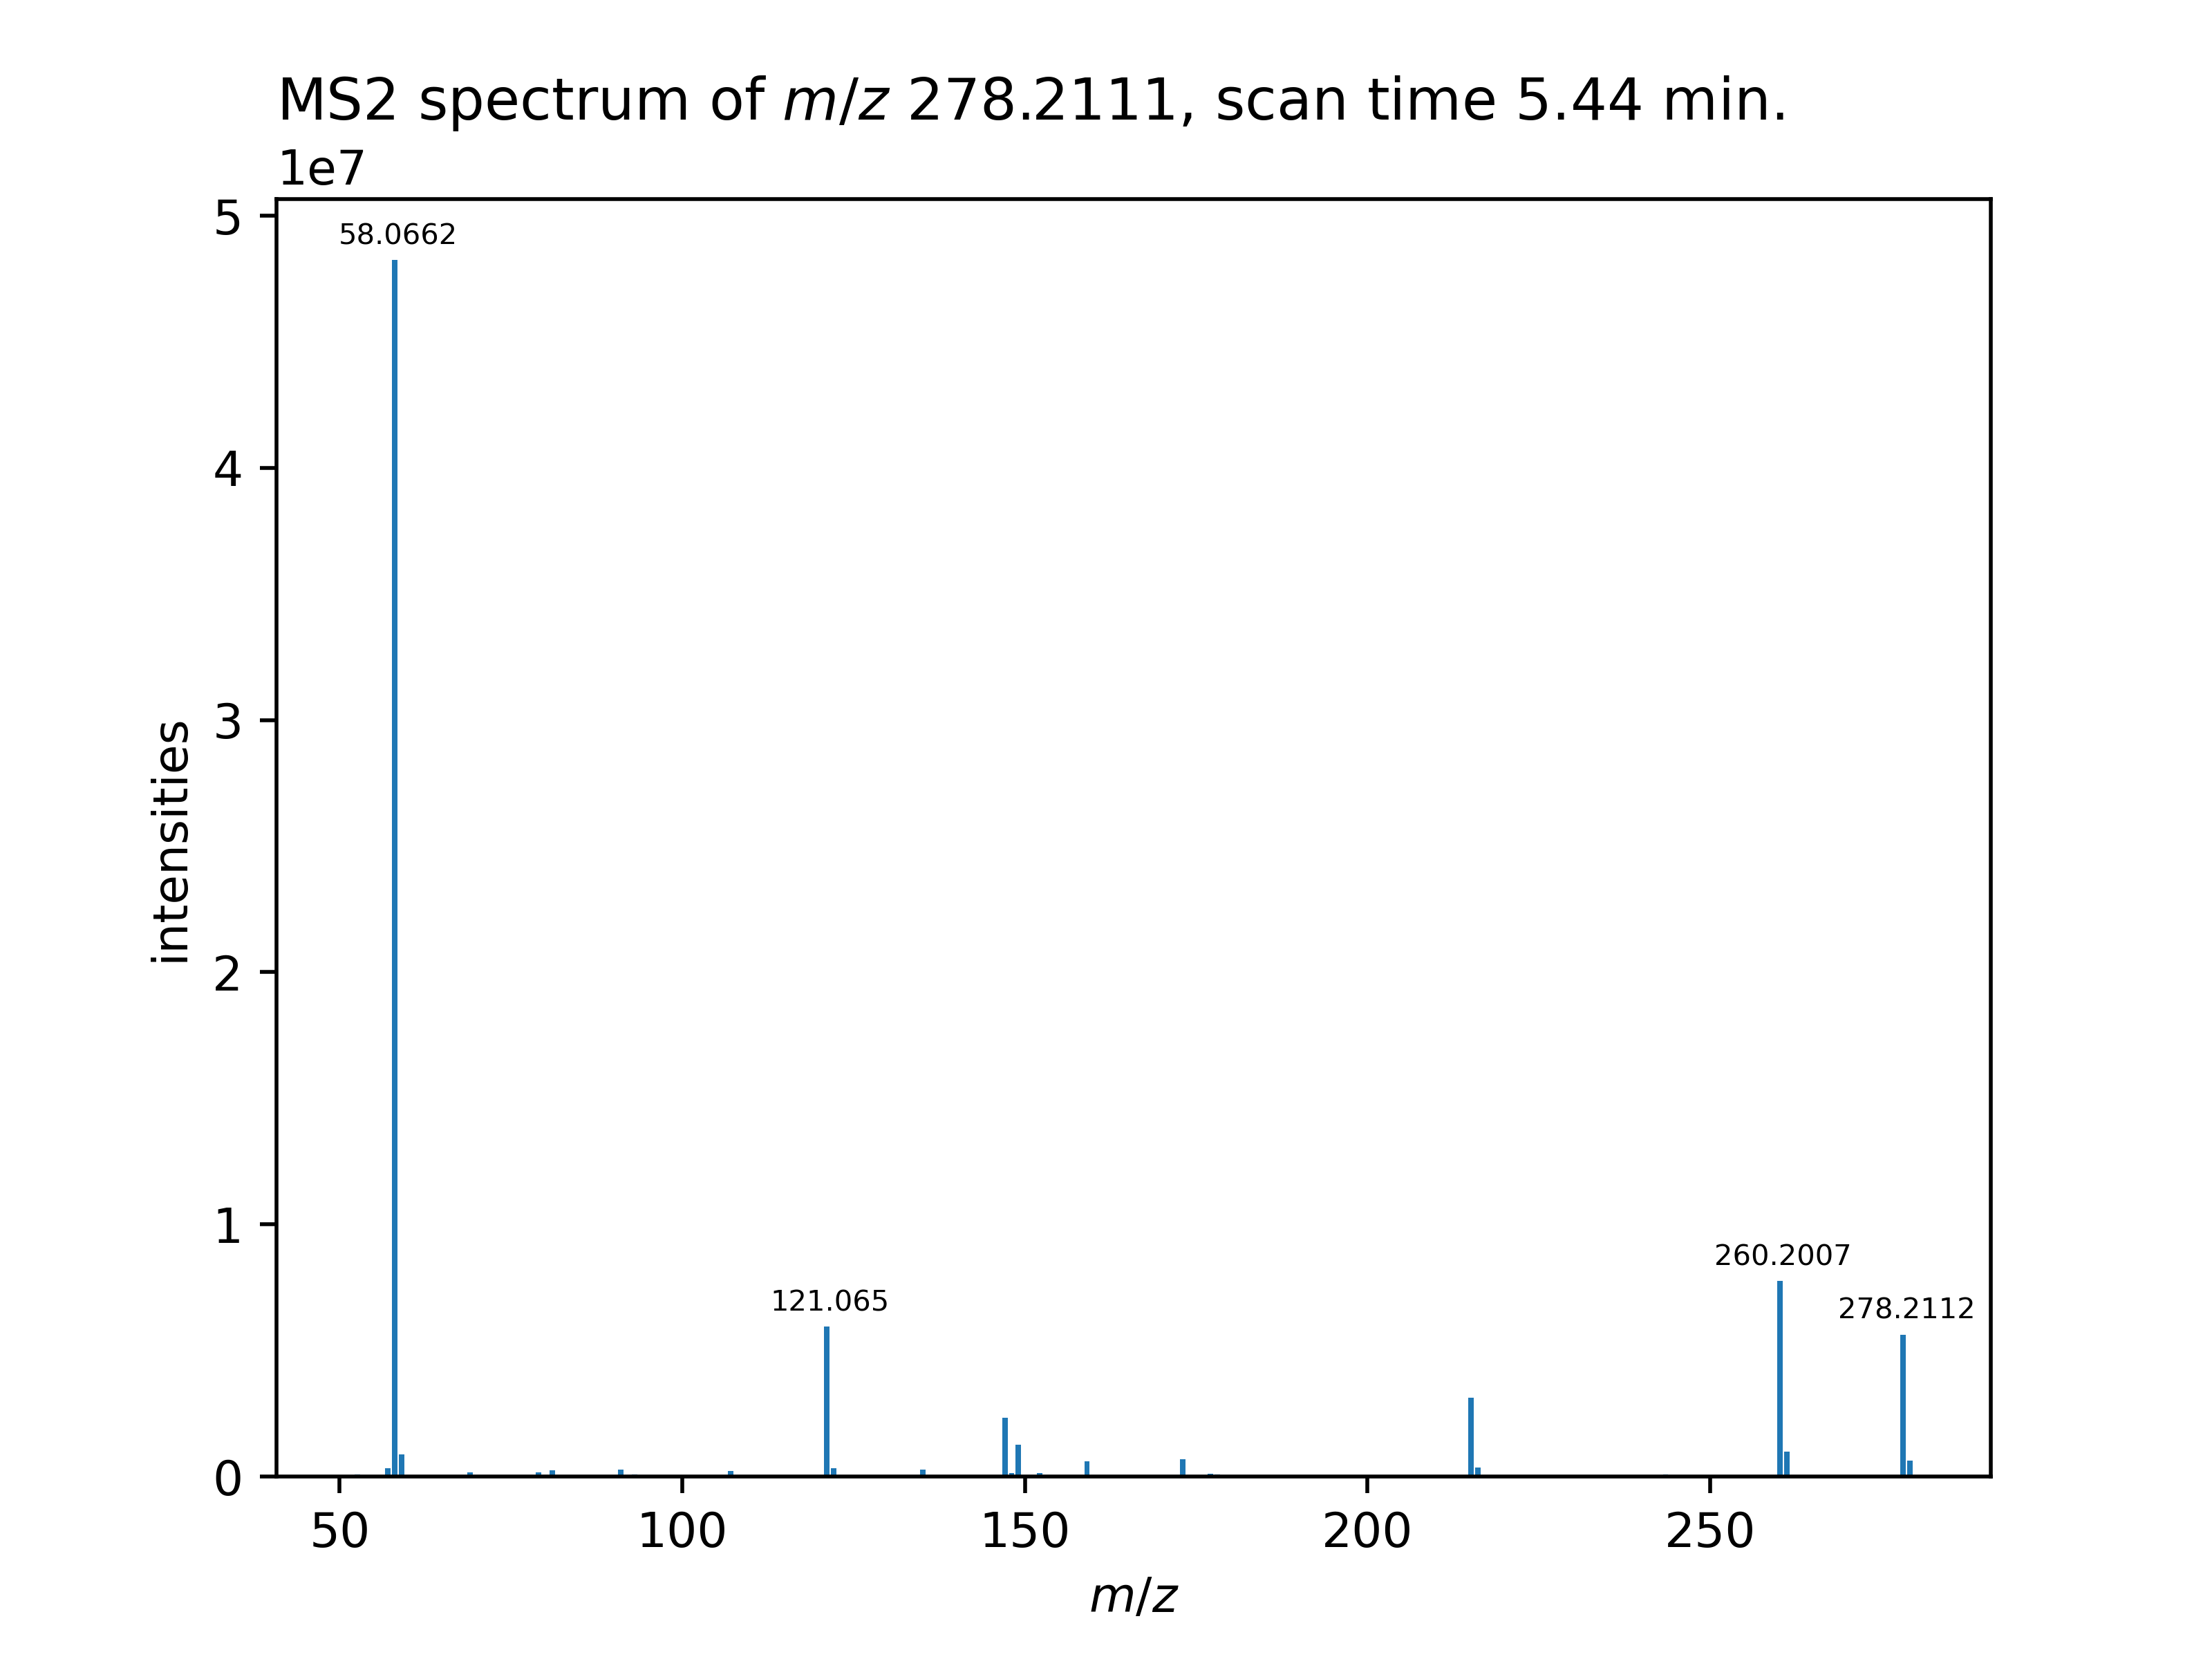 MS2 spectrum of m/z 278.2111, scan time 5.44 min.
1e7
5
4
3
2
1
0
intensities
58.0662
121.065
260.2007
278.2112
50 100 150 200 250
m/z